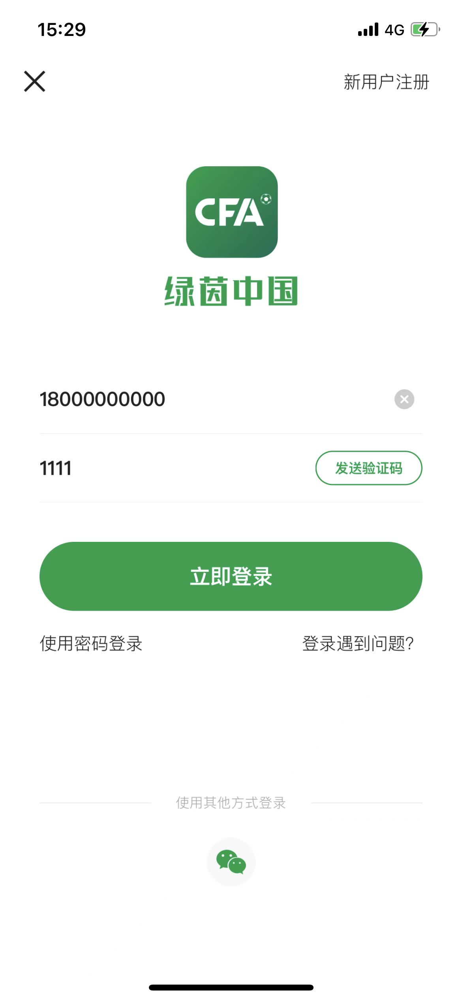 15:29
4G
新用户注册
CFA
绿茵中国
18000000000
1111
发送验证码
立即登录
使用密码登录
登录遇到问题?
使用其他方式登录